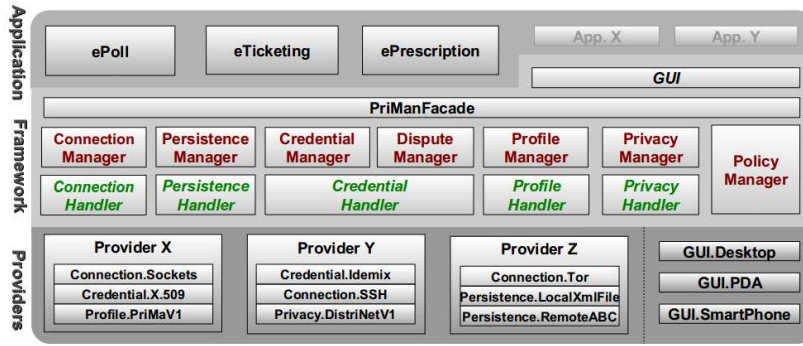 Application
ePoll
eTicketing
ePrescription
App. X
App. Y
GUI
Framework
PriManFacade
Connection
Manager
Persistence
Manager
Credential
Manager
Dispute
Manager
Profile
Manager
Privacy
Manager
Policy
Manager
Connection
Handler
Persistence
Handler
Credential
Handler
Profile
Handler
Privacy
Handler
Providers
Provider X
Connection.Sockets
Credential.X.509
Profile.PriMaV1
Provider Y
Credential.Idemix
Connection.SSH
Privacy.DistriNetV1
Provider Z
Connection.Tor
Persistence.LocalXmlFile
Persistence.RemoteABC
GUI.Desktop
GUI.PDA
GUI.SmartPhone